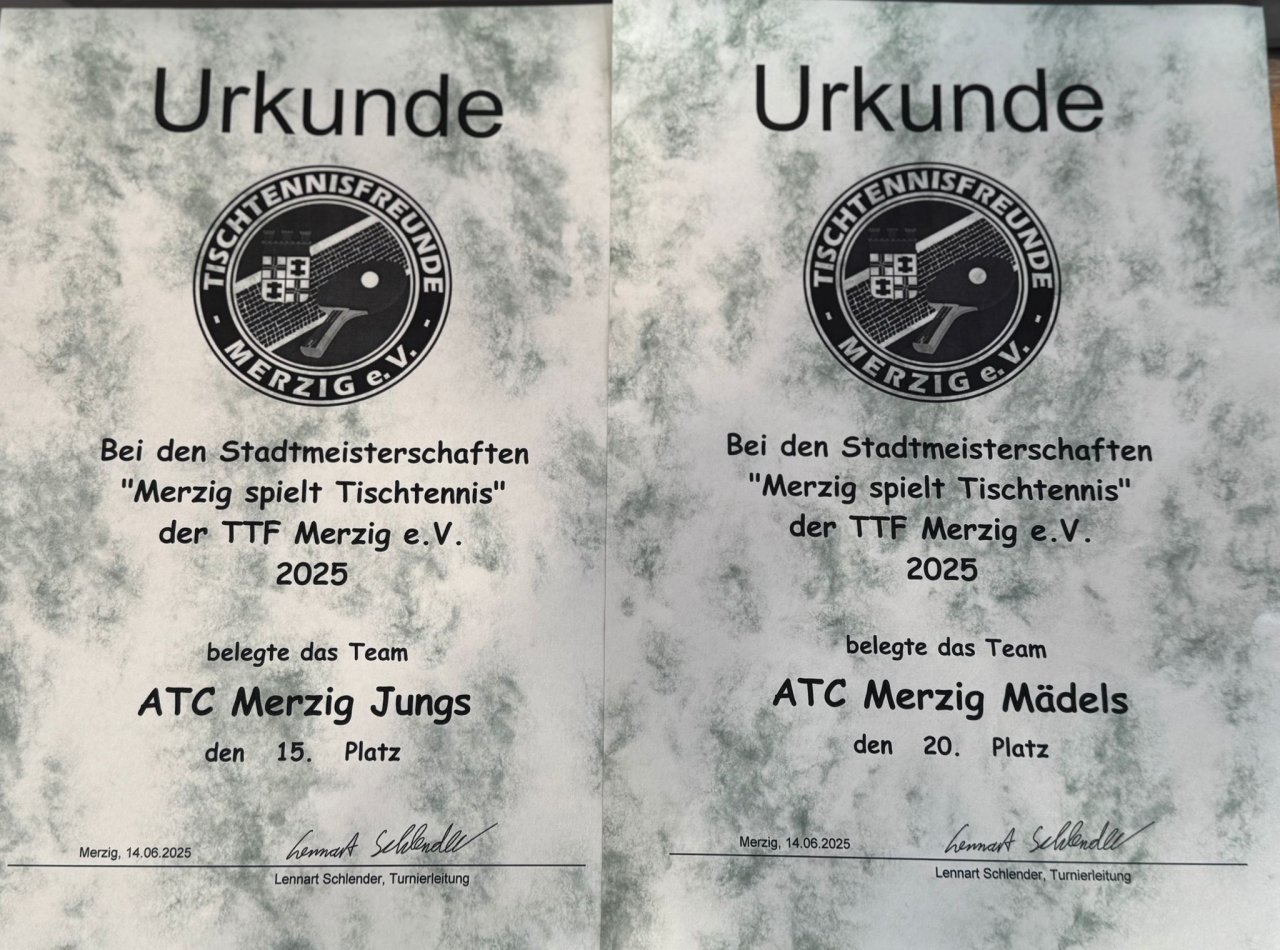 Urkunde
TISCHTENNISFREUNDE
- MERZIG e.V. -
Bei den Stadtmeisterschaften
"Merzig spielt Tischtennis"
der TTF Merzig e.V.
2025
belegte das Team
ATC Merzig Jungs
den 15. Platz
Lennart Schlender
Merzig, 14.06.2025
Lennart Schlender, Turnierleitung
Urkunde
TISCHTENNISFREUNDE
- MERZIG e.V. -
Bei den Stadtmeisterschaften
"Merzig spielt Tischtennis"
der TTF Merzig e.V.
2025
belegte das Team
ATC Merzig Mädels
den 20. Platz
Lennart Schlender
Merzig, 14.06.2025
Lennart Schlender, Turnierleitung